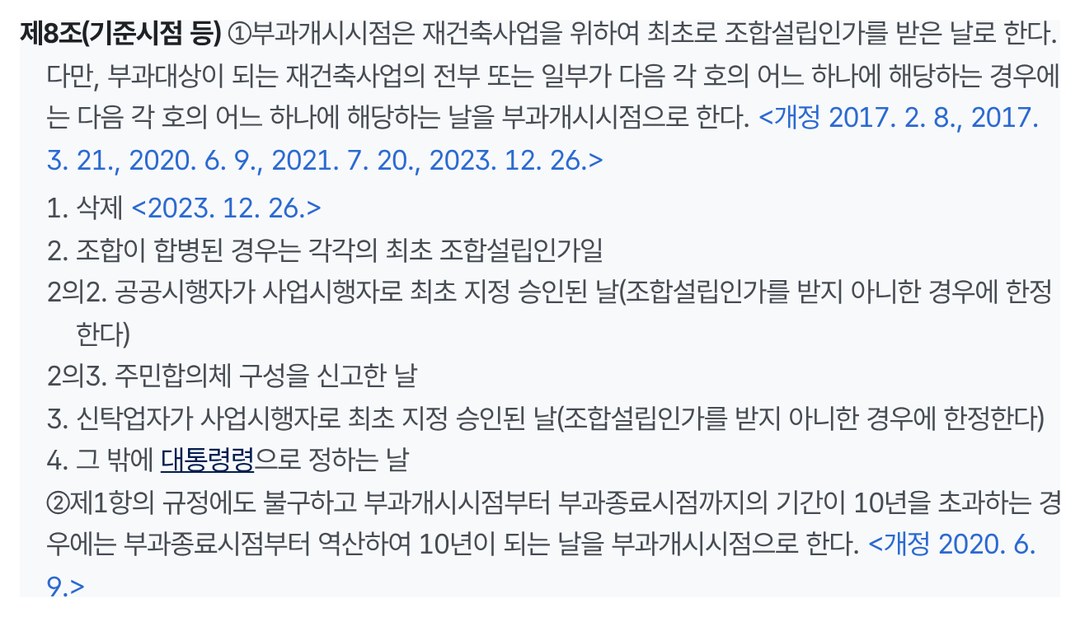 제8조(기준시점 등) ①부과개시시점은 재건축사업을 위하여 최초로 조합설립인가를 받은 날로 한다.
다만, 부과대상이 되는 재건축사업의 전부 또는 일부가 다음 각 호의 어느 하나에 해당하는 경우에
는 다음 각 호의 어느 하나에 해당하는 날을 부과개시시점으로 한다. <개정 2017. 2. 8., 2017.
3. 21., 2020. 6. 9., 2021. 7. 20., 2023. 12. 26.>
1. 삭제 <2023. 12. 26.>
2. 조합이 합병된 경우는 각각의 최초 조합설립인가일
2의2. 공공시행자가 사업시행자로 최초 지정 승인된 날(조합설립인가를 받지 아니한 경우에 한정
한다)
2의3. 주민합의체 구성을 신고한 날
3. 신탁업자가 사업시행자로 최초 지정 승인된 날(조합설립인가를 받지 아니한 경우에 한정한다)
4. 그 밖에 대통령령으로 정하는 날
②제1항의 규정에도 불구하고 부과개시시점부터 부과종료시점까지의 기간이 10년을 초과하는 경
우에는 부과종료시점부터 역산하여 10년이 되는 날을 부과개시시점으로 한다. <개정 2020. 6.
9.>